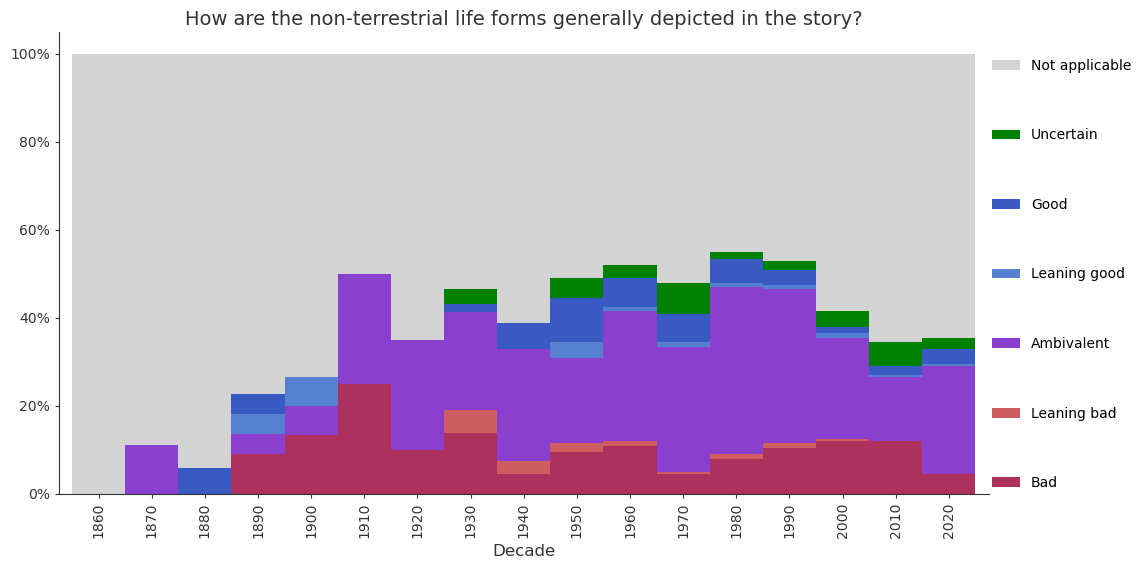 How are the non-terrestrial life forms generally depicted in the story?
100%
80%
60%
40%
20%
0%
1860
1870
1880
1890
1900
1910
1920
1930
1940
1950
1960
1970
1980
1990
2000
2010
2020
Decade
Not applicable
Uncertain
Good
Leaning good
Ambivalent
Leaning bad
Bad